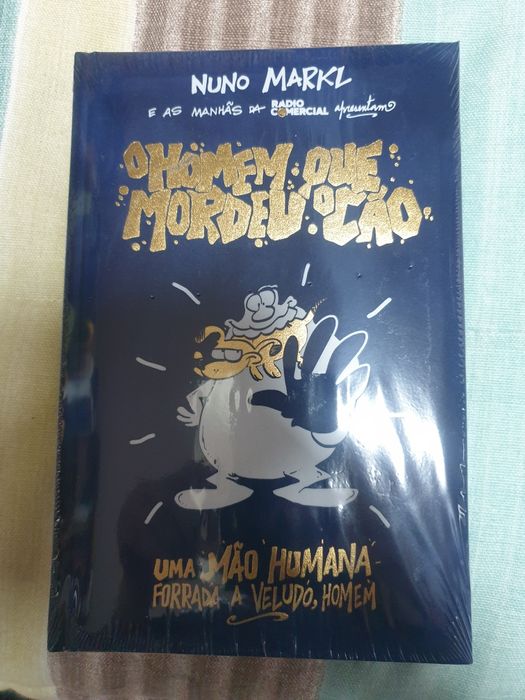 NUNO MARKL
E AS MANHÃS DA RADIO COMERCIAL apresentam
O HOMEM QUE
MORDEU O CÃO
UMA MÃO HUMANA
FORRADA A VELUDO, HOMEM